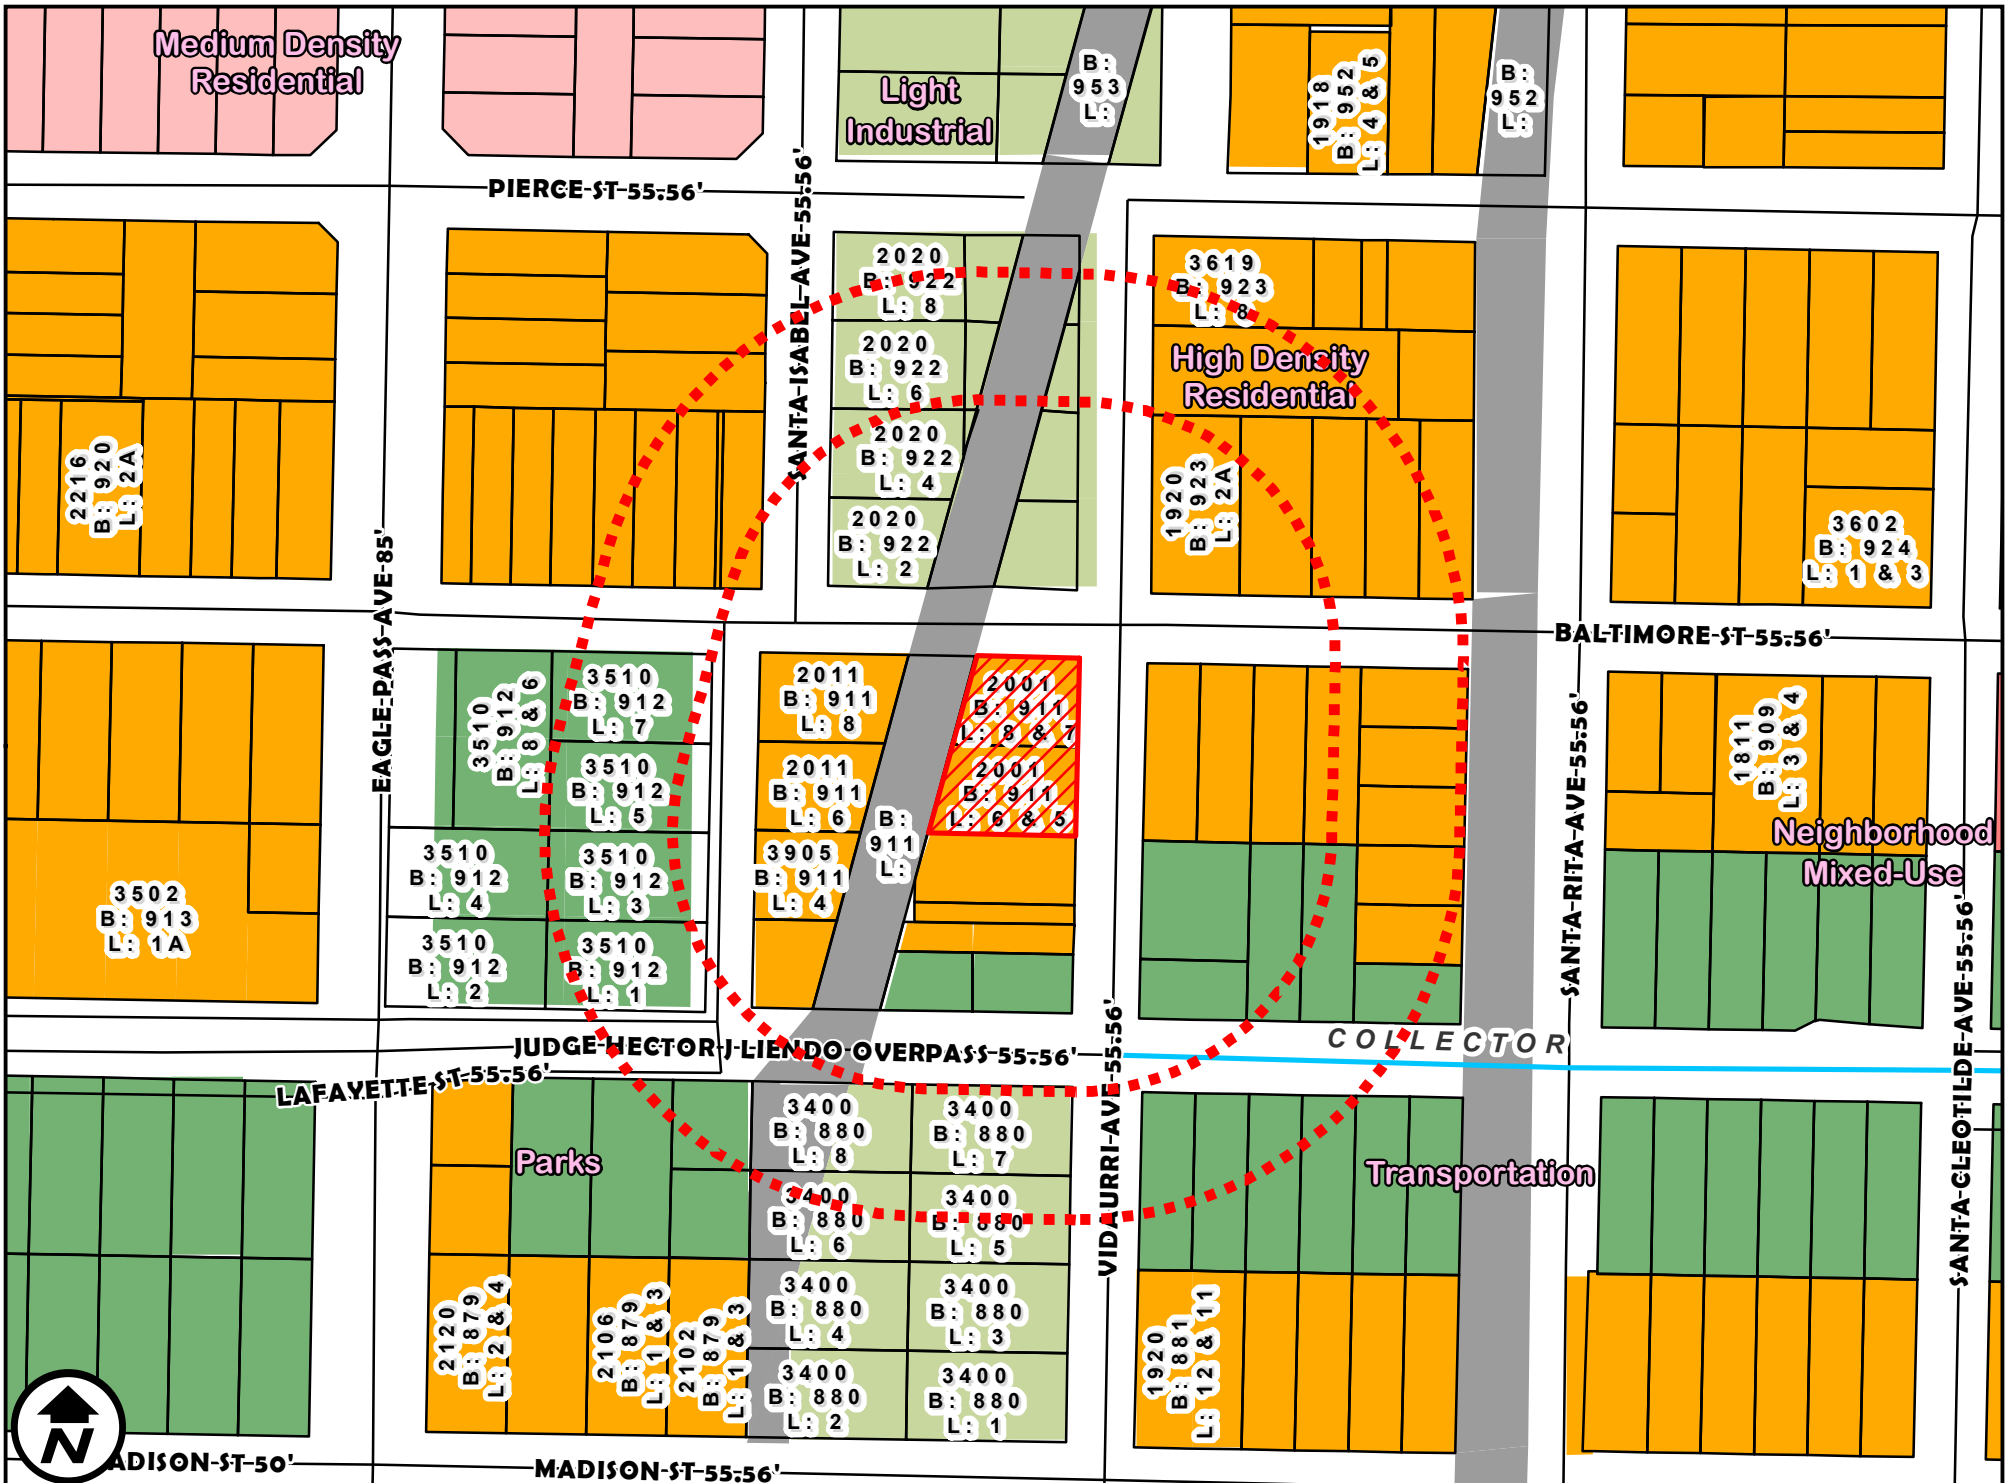 Medium Density
Residential
Light
Industrial
B:
953
L:
1918
B: 952
L: 4 & 5
B:
952
L:
PIERCE ST 55.56'
SANTA ISABEL AVE 55.56'
2020
B: 922
L: 8
3619
B: 923
L: 8
2020
B: 922
L: 6
High Density
Residential
2020
B: 922
L: 4
2216
B: 920
L: 2A
1920
B: 923
L: 2A
2020
B: 922
L: 2
3602
B: 924
L: 1 & 3
EAGLE PASS AVE 85'
BALTIMORE ST 55.56'
3510
B: 912
L: 8 & 6
3510
B: 912
L: 7
2011
B: 911
L: 8
2001
B: 911
L: 8 & 7
SANTA RITA AVE 55.56'
1811
B: 909
L: 3 & 4
3510
B: 912
L: 5
2011
B: 911
L: 6
2001
B: 911
L: 6 & 5
B:
911
L:
Neighborhood
Mixed-Use
3510
B: 912
L: 4
3510
B: 912
L: 3
3905
B: 911
L: 4
3502
B: 913
L: 1A
3510
B: 912
L: 2
3510
B: 912
L: 1
SANTA CLEOTILDE AVE 55.56'
VIDAURRI AVE 55.56'
COLLECTOR
JUDGE HECTOR J LIENDO OVERPASS 55.56'
LAFAYETTE ST 55.56'
3400
B: 880
L: 8
3400
B: 880
L: 7
Parks
Transportation
3400
B: 880
L: 6
3400
B: 880
L: 5
2120
B: 879
L: 2 & 4
2106
B: 879
L: 1 & 3
2102
B: 879
L: 1 & 3
3400
B: 880
L: 4
3400
B: 880
L: 3
1920
B: 881
L: 12 & 11
3400
B: 880
L: 2
3400
B: 880
L: 1
N
ADISON ST 50'
MADISON ST 55.56'